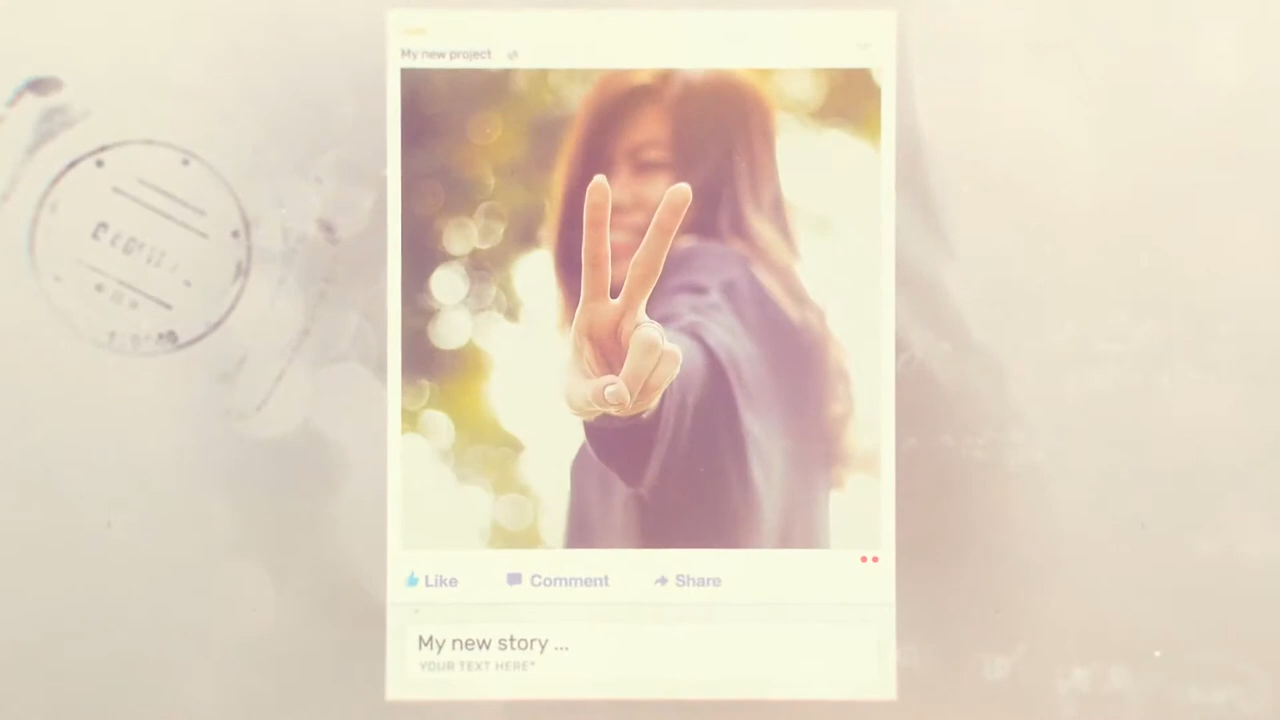 My new project
Like Comment Share
My new story ...
YOUR TEXT HERE*